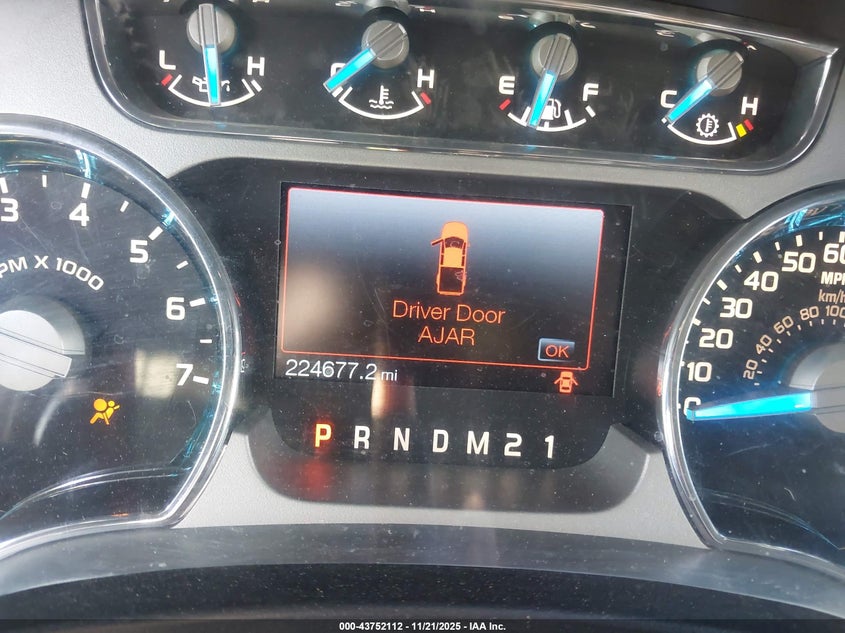 L H
C H
E F
C H
3 4 5 6 7
RPM X 1000
Driver Door
AJAR
OK
224677.2 mi
P R N D M 2 1
0 10 20 30 40 50 60
MPH
km/h
20 40 60 80 100
000-43752112 - 11/21/2025 - IAA Inc.